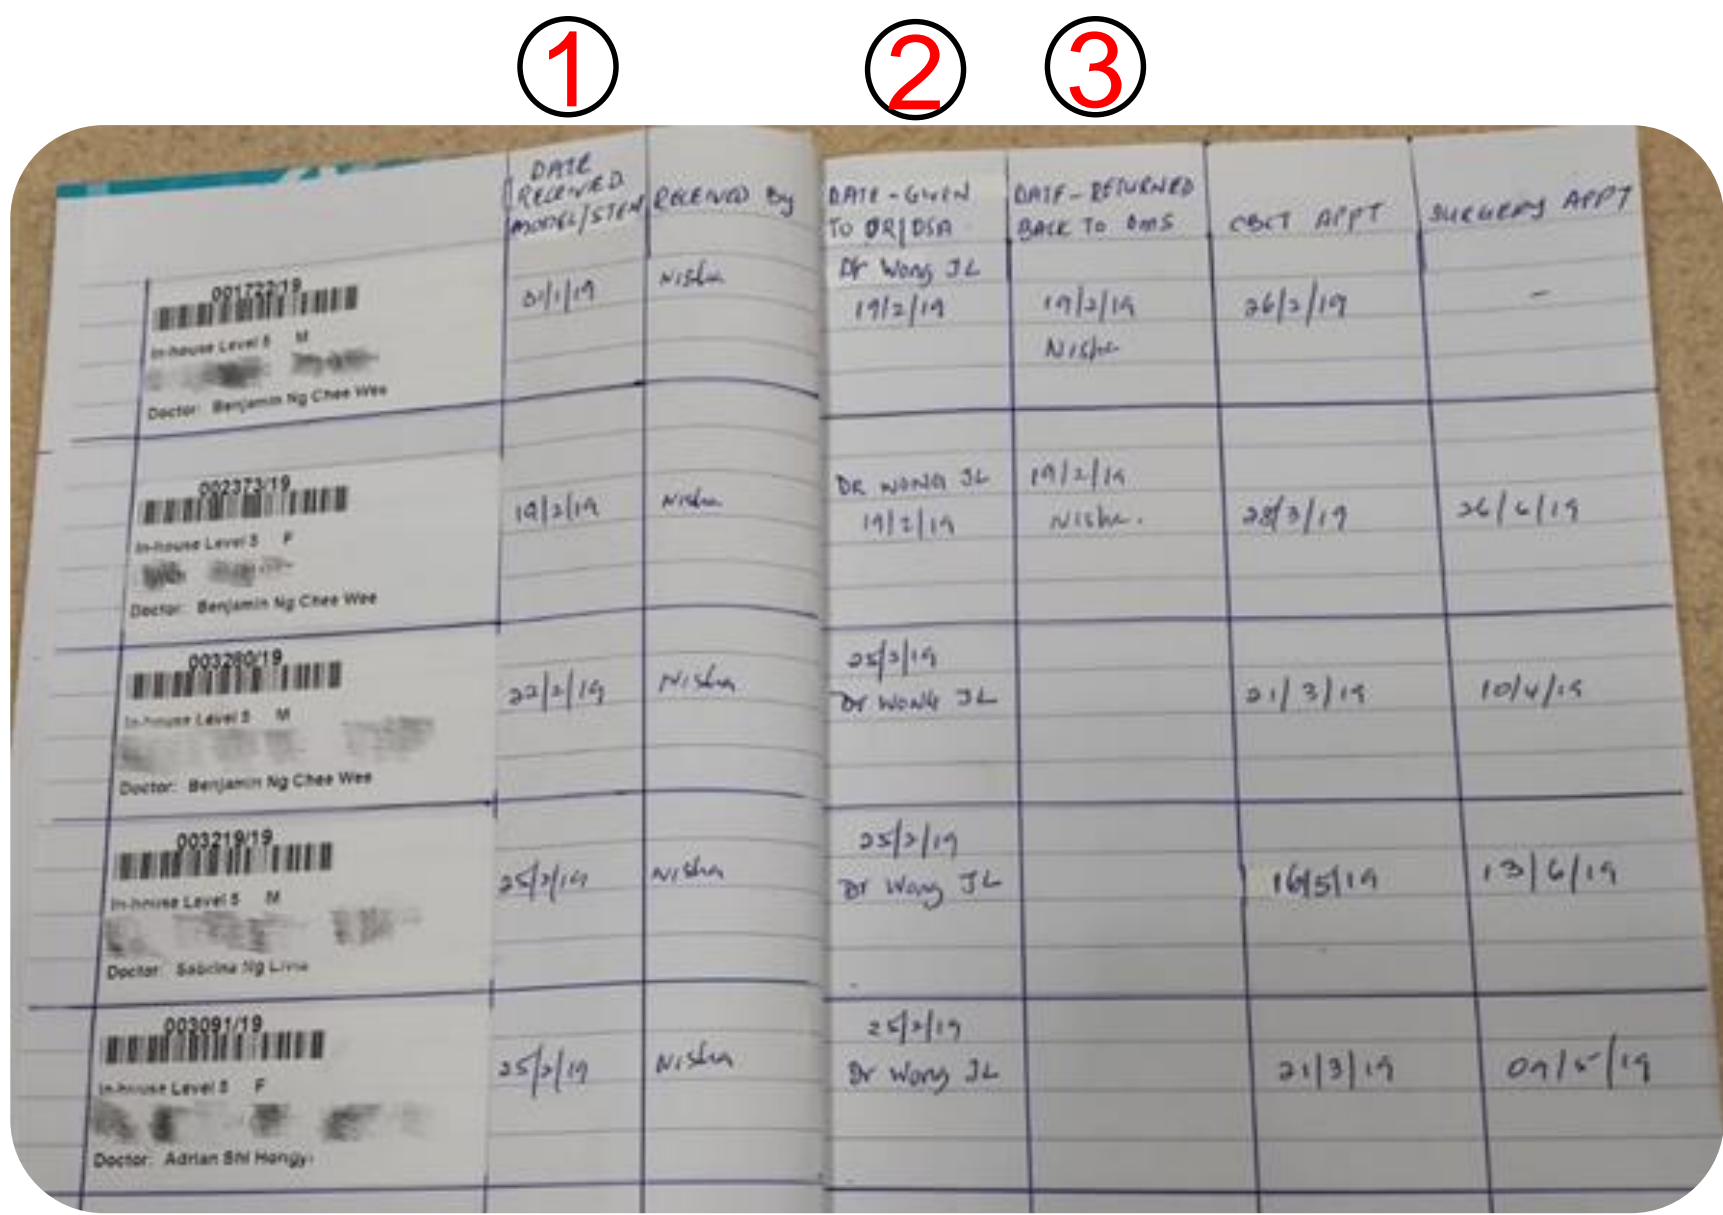 1
2
3
DATE
RECEIVED
MODEL/STEN
RECEIVED By
DATE - GIVEN
TO DR/DSA
DATE - RETURNED
BACK TO OMS
CBCT APPT
SURGERY APPT
001722/19
In-house Level 5 M
Doctor: Benjamin Ng Chee Wee
31/1/19
Nisha
Dr Wong JL
19/2/19
19/2/19
Nisha
26/2/19
-
002373/19
In-house Level 5 F
Doctor: Benjamin Ng Chee Wee
19/2/19
Nisha
DR WONG JL
19/2/19
19/2/19
Nisha.
28/3/19
26/6/19
003280/19
In-house Level 5 M
Doctor: Benjamin Ng Chee Wee
22/2/19
Nisha
25/2/19
Dr Wong JL
21/3/19
10/4/19
003219/19
In-house Level 5 M
Doctor: Sabrina Ng Livia
25/2/19
Nisha
25/2/19
Dr Wong JL
16/5/19
13/6/19
003091/19
In-house Level 5 F
Doctor: Adrian Shi Hongyi
25/2/19
Nisha
25/2/19
Dr Wong JL
21/3/19
09/5/19